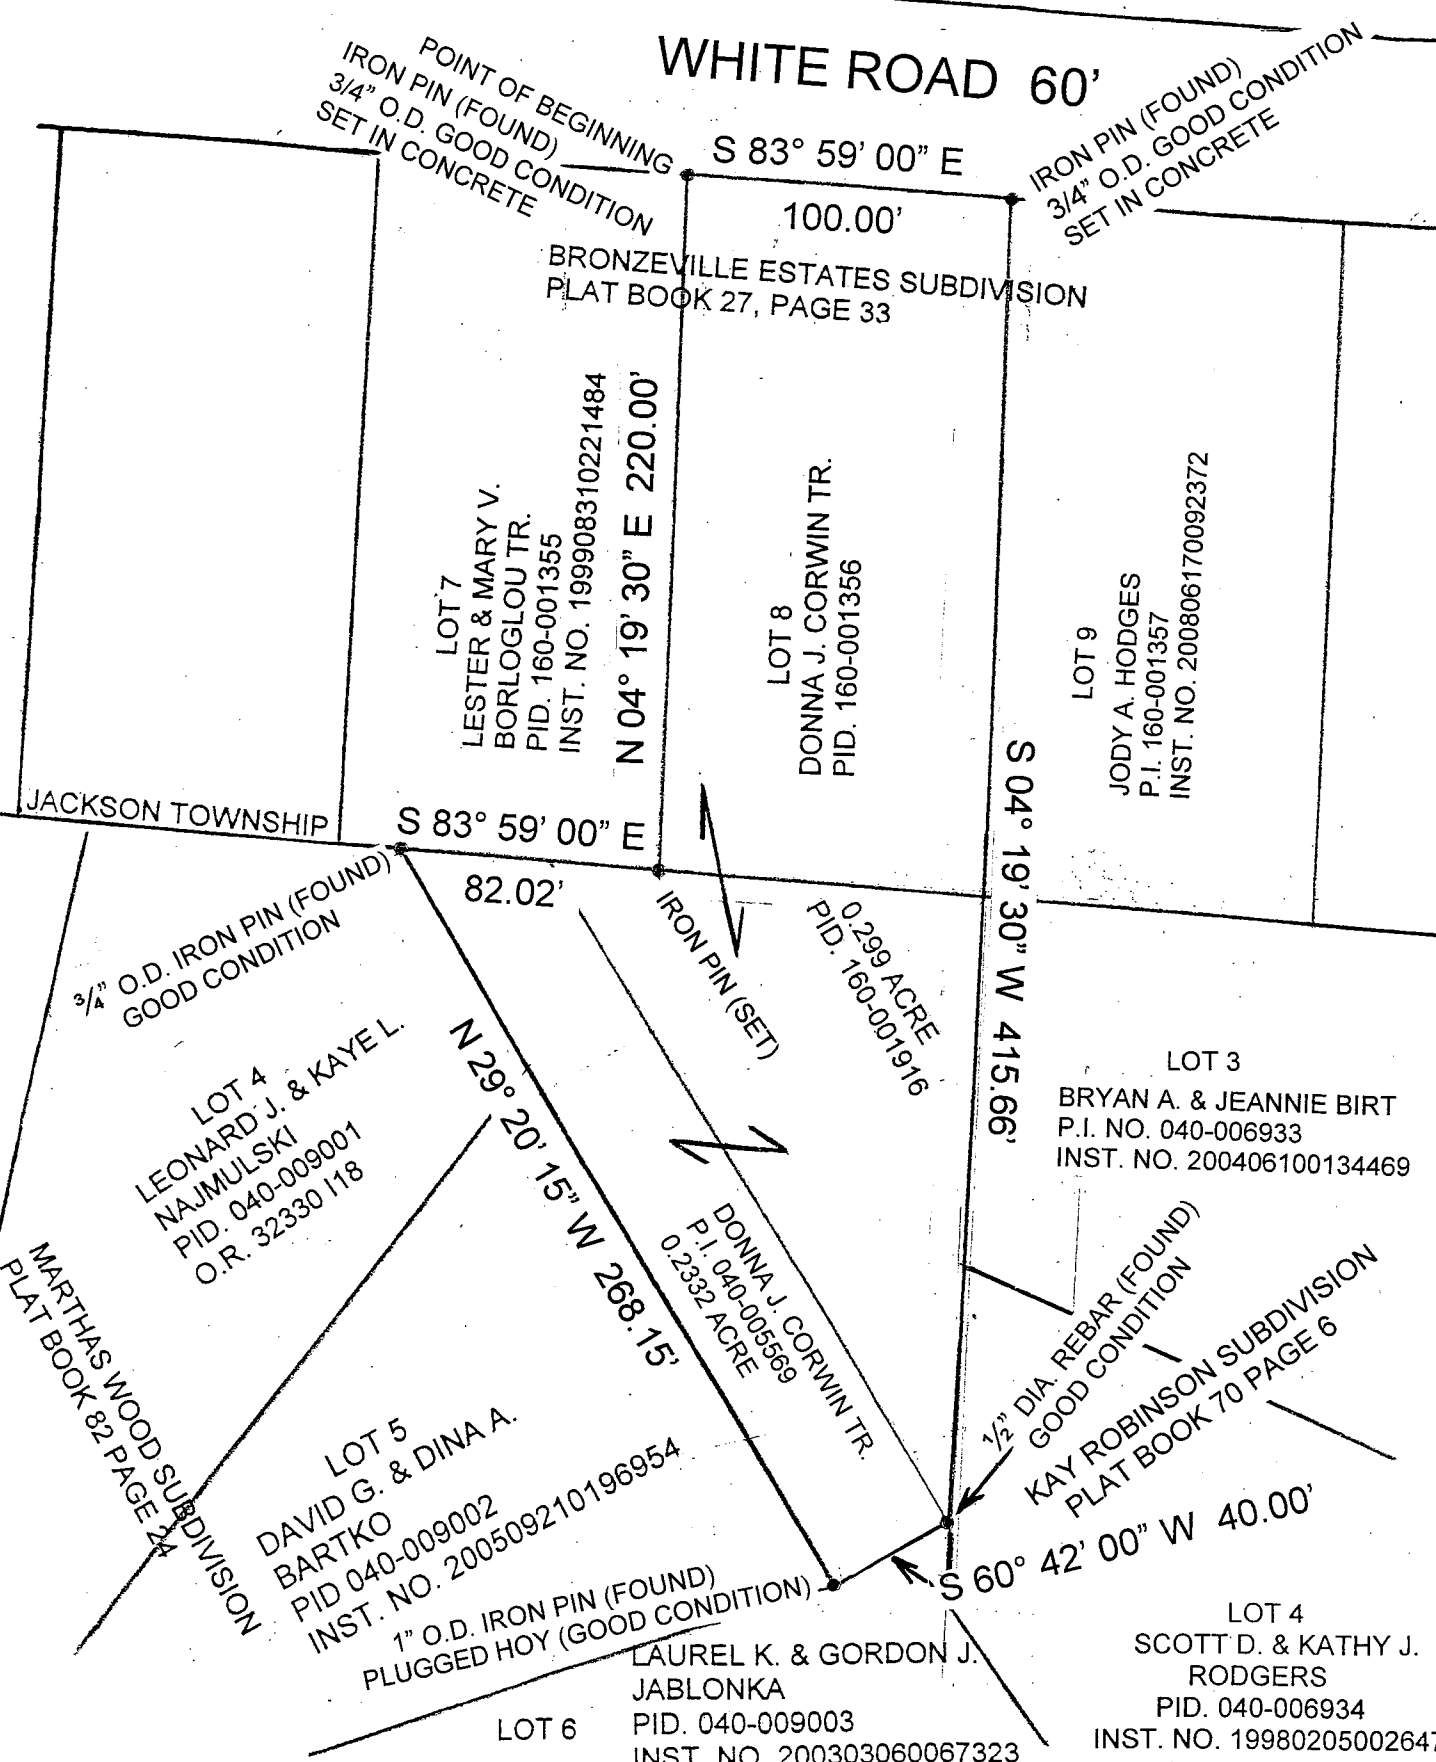 WHITE ROAD 60'
POINT OF BEGINNING
IRON PIN (FOUND)
3/4" O.D. GOOD CONDITION
SET IN CONCRETE
S 83° 59' 00" E
100.00'
IRON PIN (FOUND)
3/4" O.D. GOOD CONDITION
SET IN CONCRETE
BRONZEVILLE ESTATES SUBDIVISION
PLAT BOOK 27, PAGE 33
LOT 7
LESTER & MARY V.
BORLOGLOU TR.
PID. 160-001355
INST. NO. 199908310221484
N 04° 19' 30" E 220.00'
LOT 8
DONNA J. CORWIN TR.
PID. 160-001356
LOT 9
JODY A. HODGES
P.I. 160-001357
INST. NO. 200806170092372
S 04° 19' 30" W 415.66'
JACKSON TOWNSHIP
S 83° 59' 00" E
82.02'
3/4" O.D. IRON PIN (FOUND)
GOOD CONDITION
IRON PIN (SET)
0.299 ACRE
PID. 160-001916
N 29° 20' 15" W 268.15'
LOT 4
LEONARD J. & KAYE L.
NAJMULSKI
PID. 040-009001
O.R. 32330 I18
LOT 3
BRYAN A. & JEANNIE BIRT
P.I. NO. 040-006933
INST. NO. 200406100134469
DONNA J. CORWIN TR.
P.I. 040-005569
0.2332 ACRE
MARTHAS WOOD SUBDIVISION
PLAT BOOK 82 PAGE 24
1/2" DIA. REBAR (FOUND)
GOOD CONDITION
KAY ROBINSON SUBDIVISION
PLAT BOOK 70 PAGE 6
LOT 5
DAVID G. & DINA A.
BARTKO
PID 040-009002
INST. NO. 200509210196954
1" O.D. IRON PIN (FOUND)
PLUGGED HOY (GOOD CONDITION)
S 60° 42' 00" W 40.00'
LOT 6
LAUREL K. & GORDON J.
JABLONKA
PID. 040-009003
INST. NO. 200303060067323
LOT 4
SCOTT D. & KATHY J.
RODGERS
PID. 040-006934
INST. NO. 19980205002647